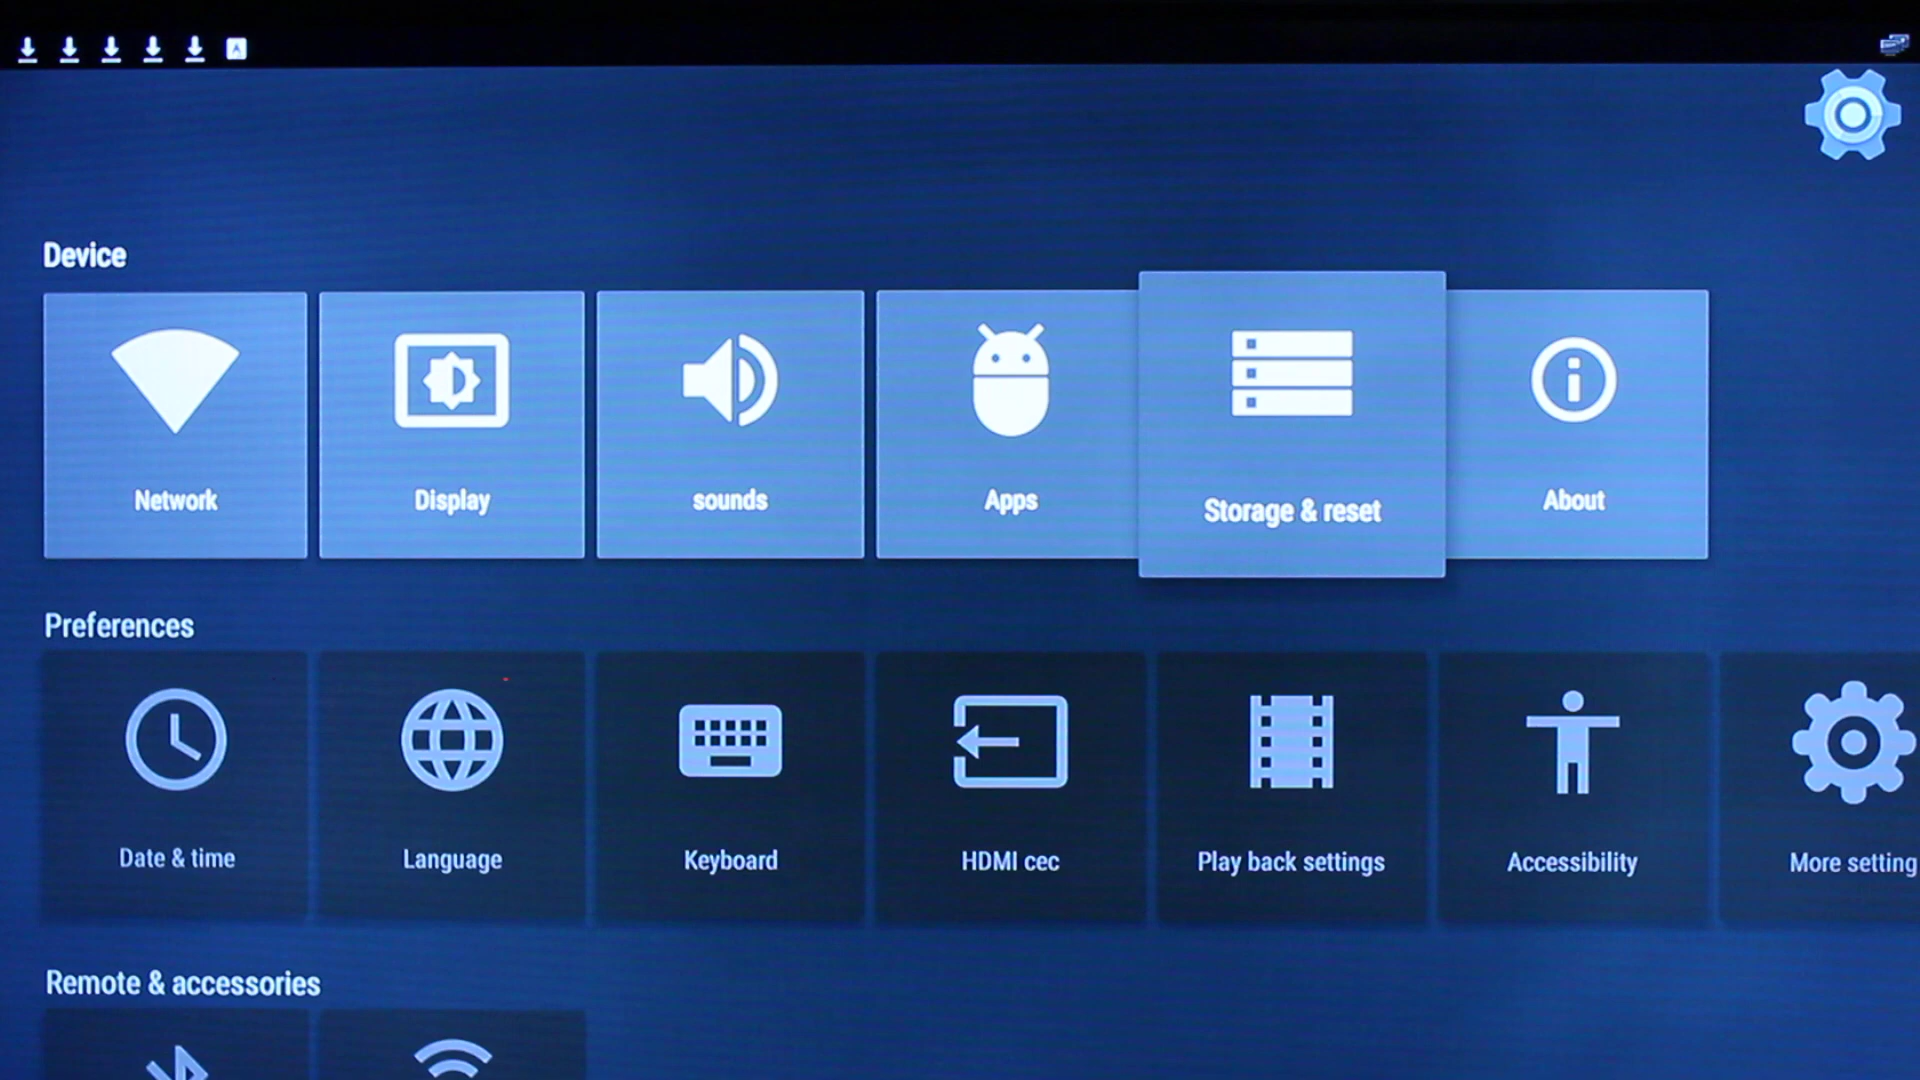 Device
Network
Display
sounds
Apps
Storage & reset
About
Preferences
Date & time
Language
Keyboard
HDMI cec
Play back settings
Accessibility
More setting
Remote & accessories